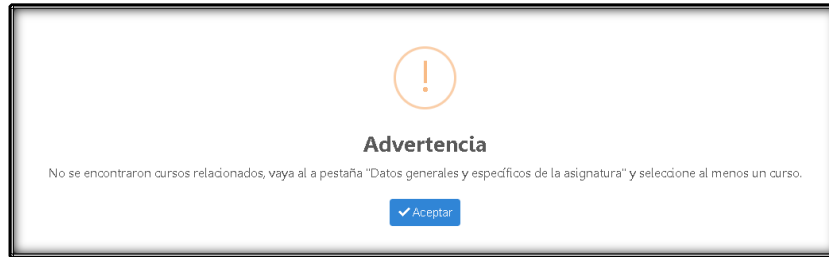 Advertencia
No se encontraron cursos relacionados, vaya al a pestaña "Datos generales y específicos de la asignatura" y seleccione al menos un curso.
Aceptar